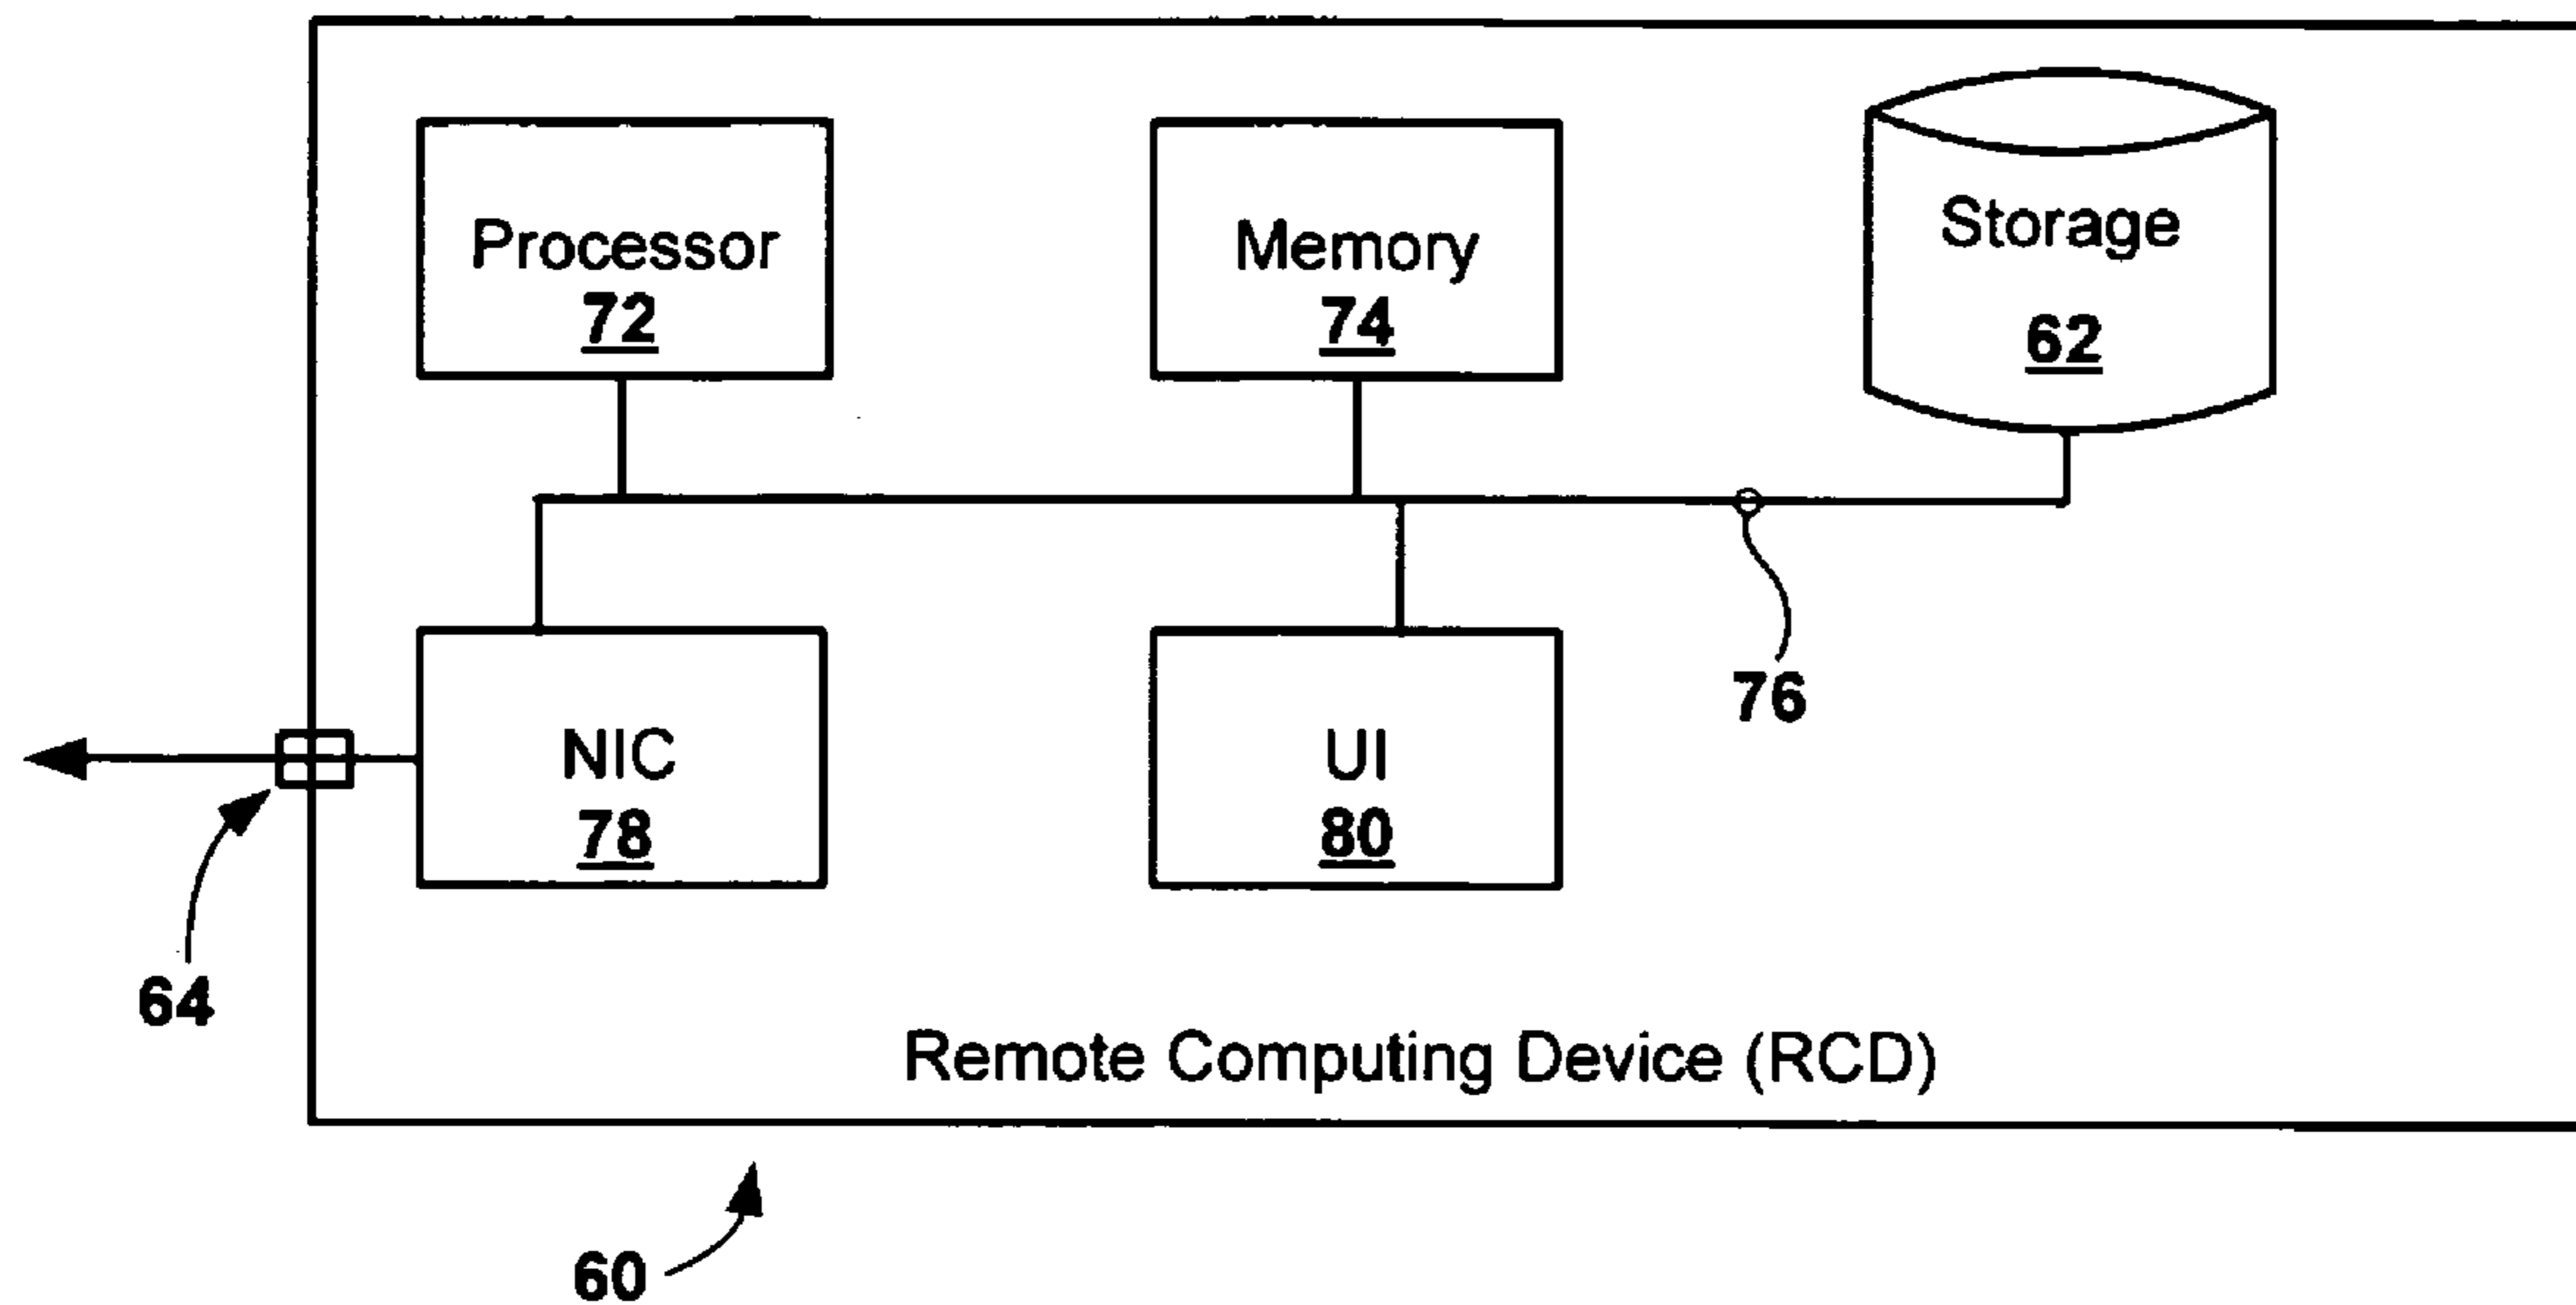 Processor
72
Memory
74
Storage
62
76
NIC
78
UI
80
64
Remote Computing Device (RCD)
60